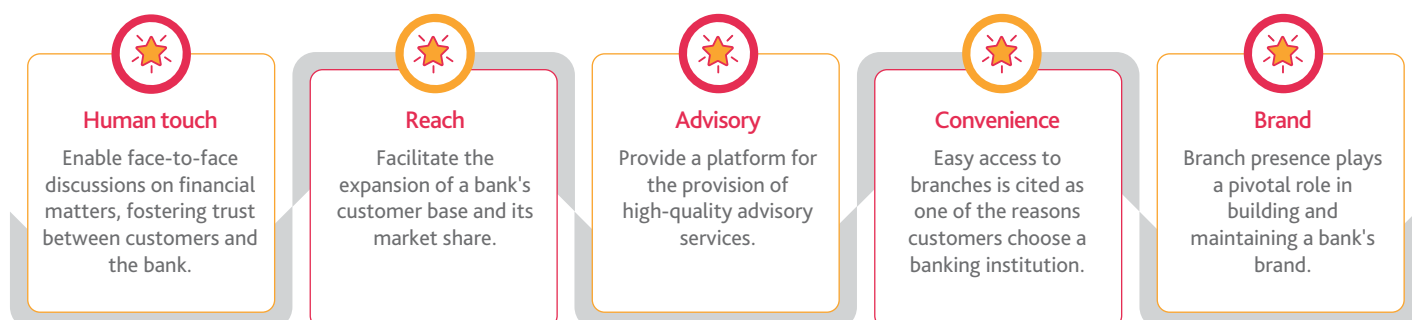 Human touch
Enable face-to-face
discussions on financial
matters, fostering trust
between customers and
the bank.
Reach
Facilitate the
expansion of a bank's
customer base and its
market share.
Advisory
Provide a platform for
the provision of
high-quality advisory
services.
Convenience
Easy access to
branches is cited as
one of the reasons
customers choose a
banking institution.
Brand
Branch presence plays
a pivotal role in
building and
maintaining a bank's
brand.